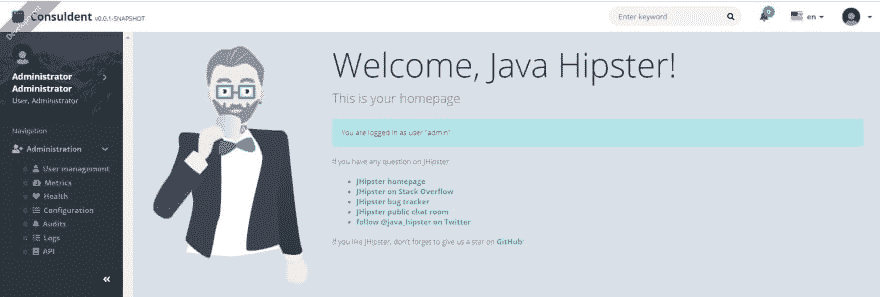 Development
Consuldent v0.0.1-SNAPSHOT
Enter keyword
0
en
Administrator
Administrator
User, Administrator
Navigation
Administration
User management
Metrics
Health
Configuration
Audits
Logs
API
Welcome, Java Hipster!
This is your homepage
You are logged in as user "admin"
If you have any question on JHipster
JHipster homepage
JHipster on Stack Overflow
JHipster bug tracker
JHipster public chat room
follow @java_hipster on Twitter
If you like JHipster, don't forget to give us a star on GitHub!